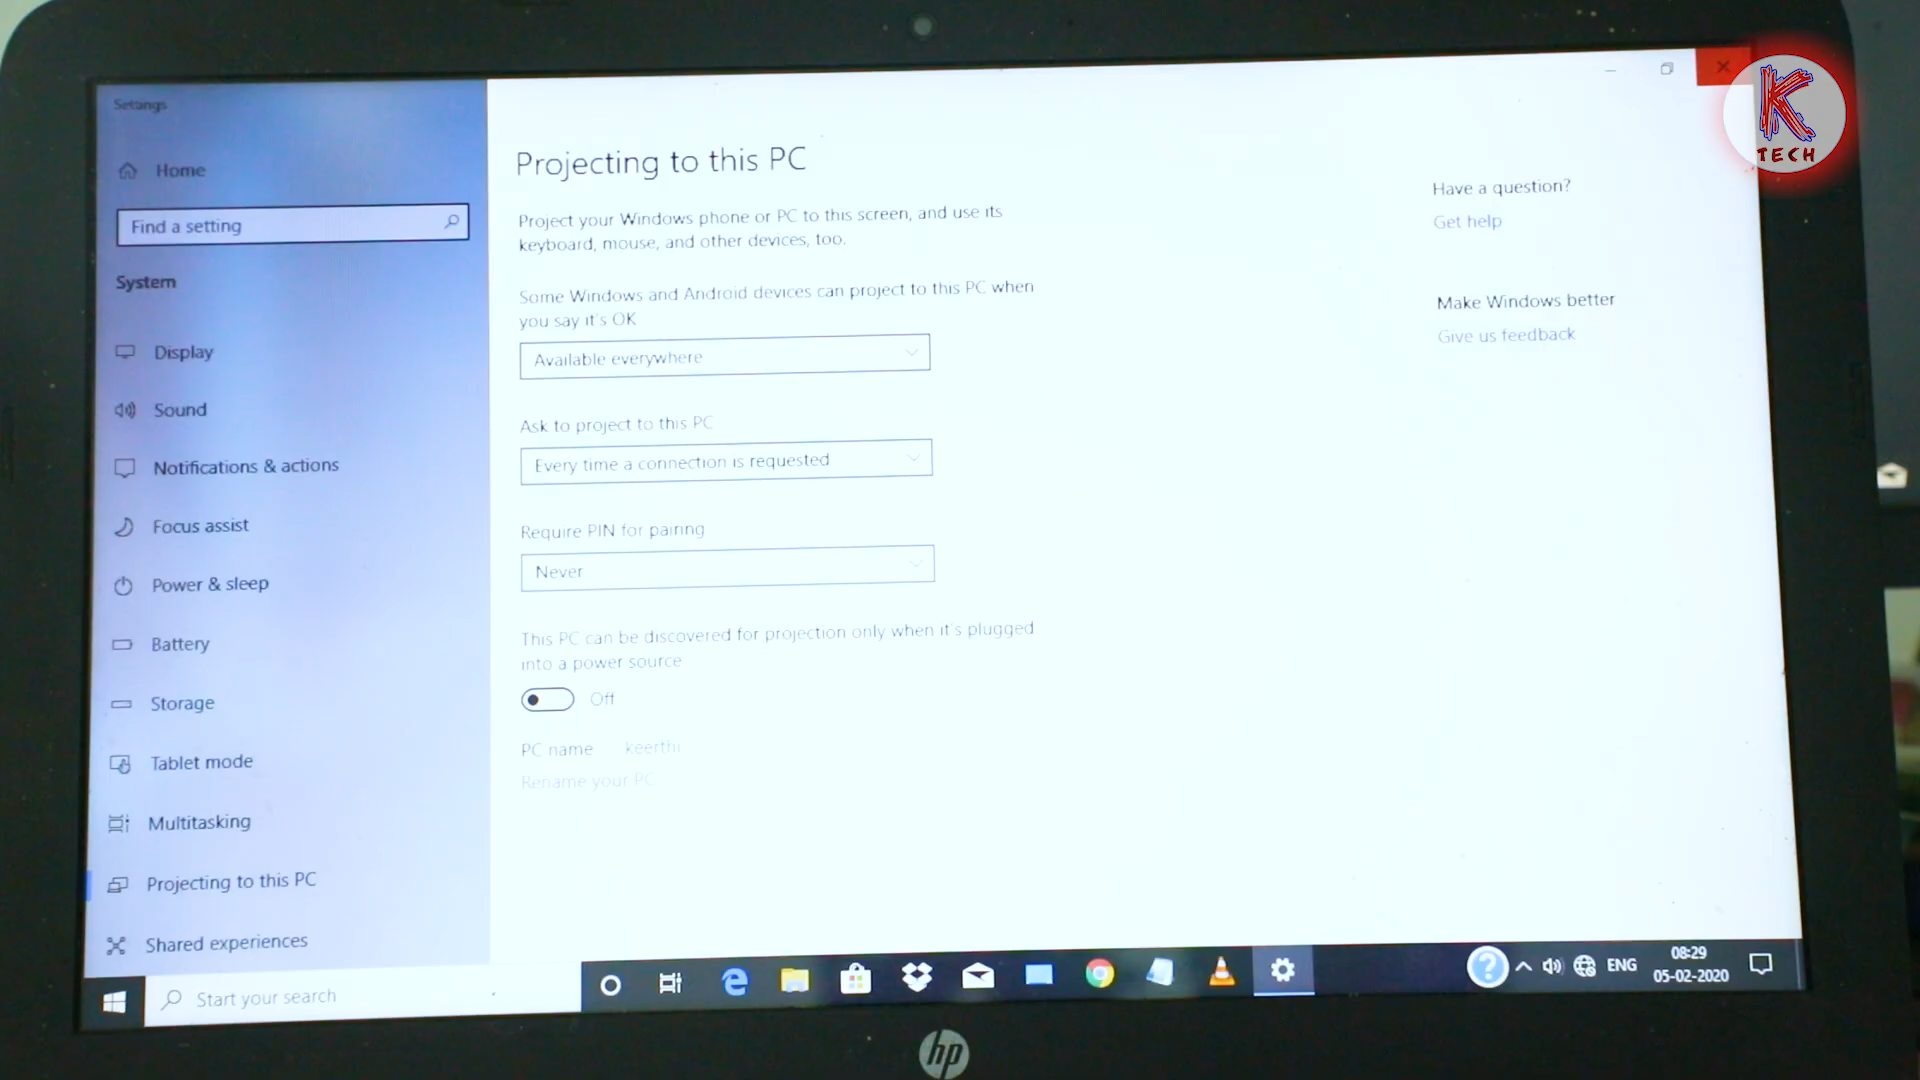 Settings
Home
Find a setting
System
Display
Sound
Notifications & actions
Focus assist
Power & sleep
Battery
Storage
Tablet mode
Multitasking
Projecting to this PC
Shared experiences
Projecting to this PC
Project your Windows phone or PC to this screen, and use its
keyboard, mouse, and other devices, too.
Some Windows and Android devices can project to this PC when
you say it's OK
Available everywhere
Ask to project to this PC
Every time a connection is requested
Require PIN for pairing
Never
This PC can be discovered for projection only when it's plugged
into a power source
Off
PC name keerthi
Rename your PC
Have a question?
Get help
Make Windows better
Give us feedback
K
TECH
Start your search
ENG
08:29
05-02-2020
hp